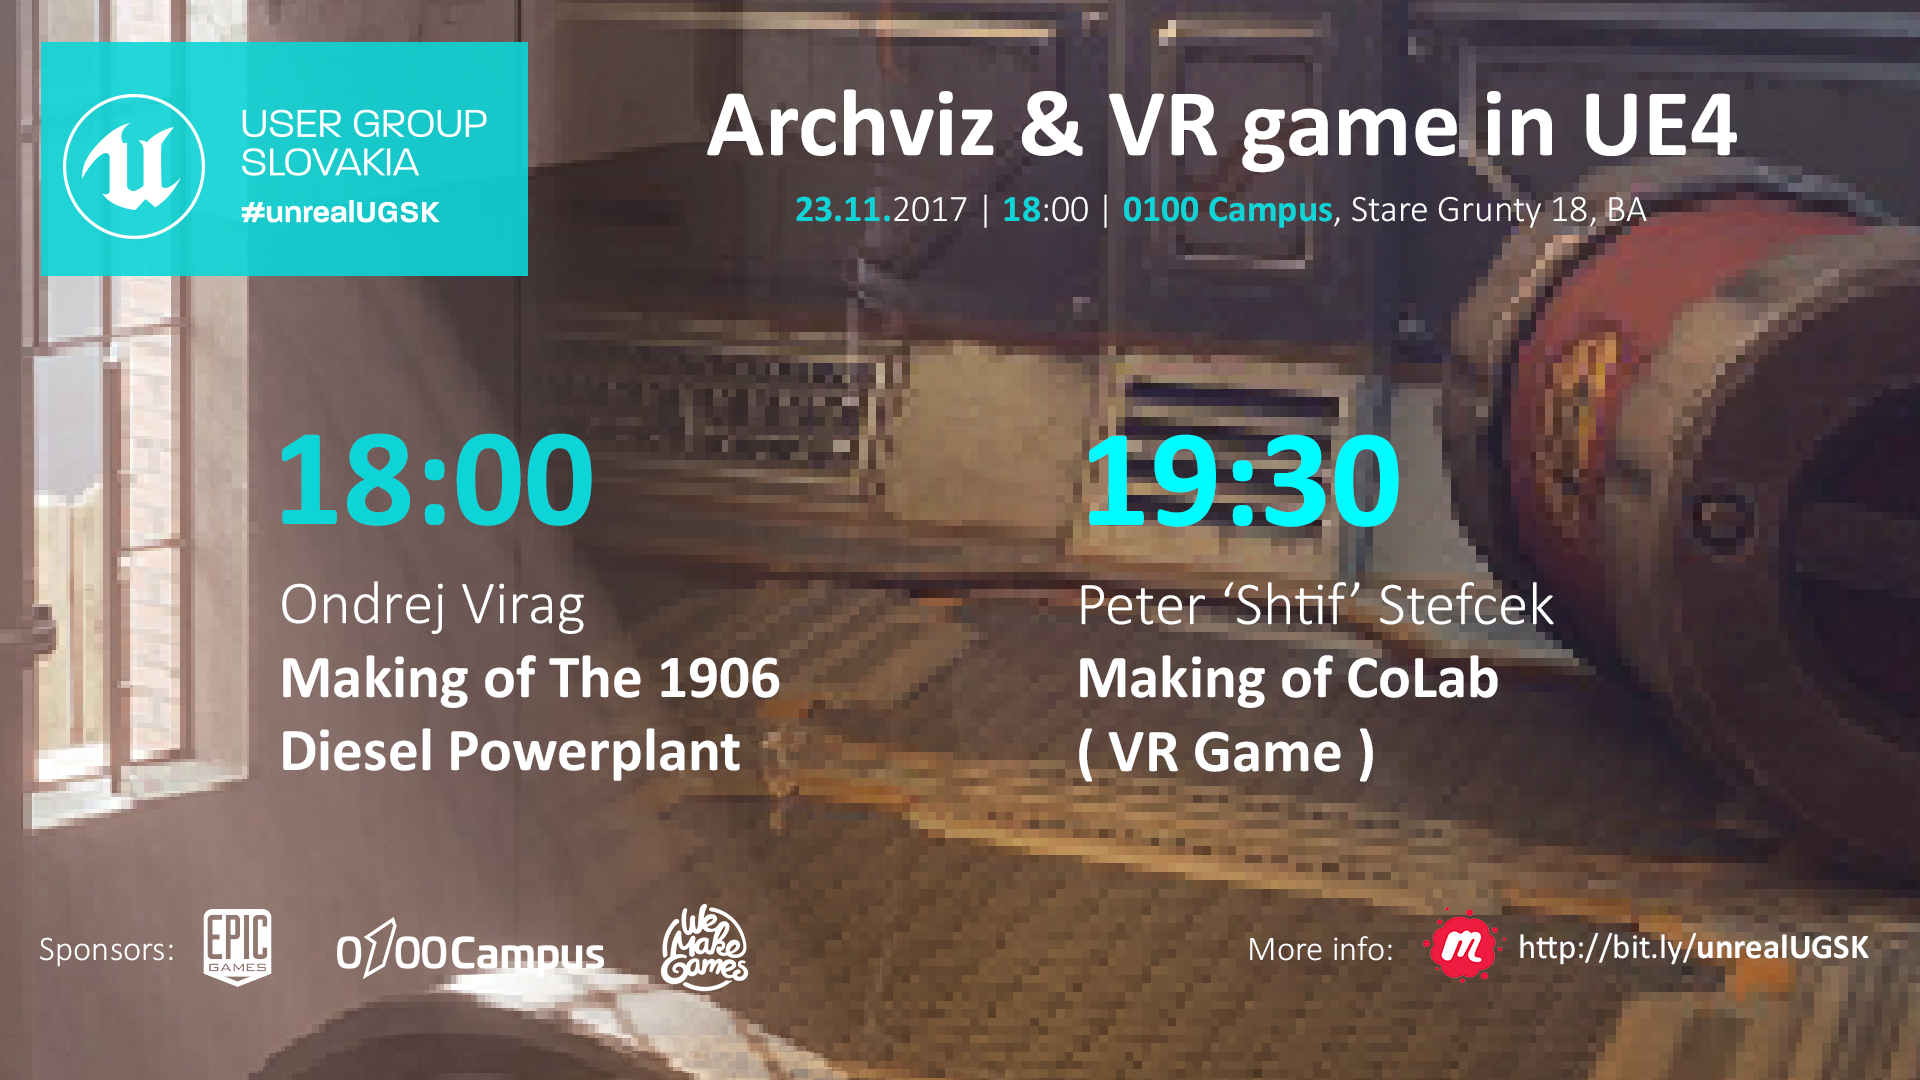 USER GROUP
SLOVAKIA
#unrealUGSK
Archviz & VR game in UE4
23.11.2017 | 18:00 | 0100 Campus, Stare Grunty 18, BA
18:00
Ondrej Virag
Making of The 1906
Diesel Powerplant
19:30
Peter ‘Shtif’ Stefcek
Making of CoLab
( VR Game )
Sponsors:
EPIC
GAMES
0100 Campus
We
Make
Games
More info:
m
http://bit.ly/unrealUGSK